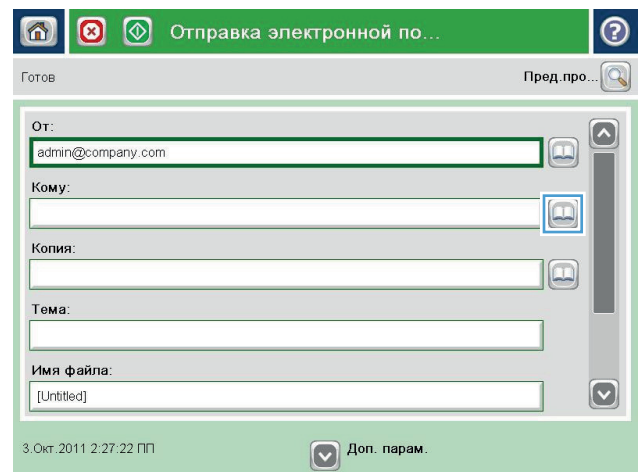 Отправка электронной по...
?
Готов
Пред.про...
От:
admin@company.com
Кому:
Копия:
Тема:
Имя файла:
[Untitled]
3.Окт.2011 2:27:22 ПП
Доп. парам.